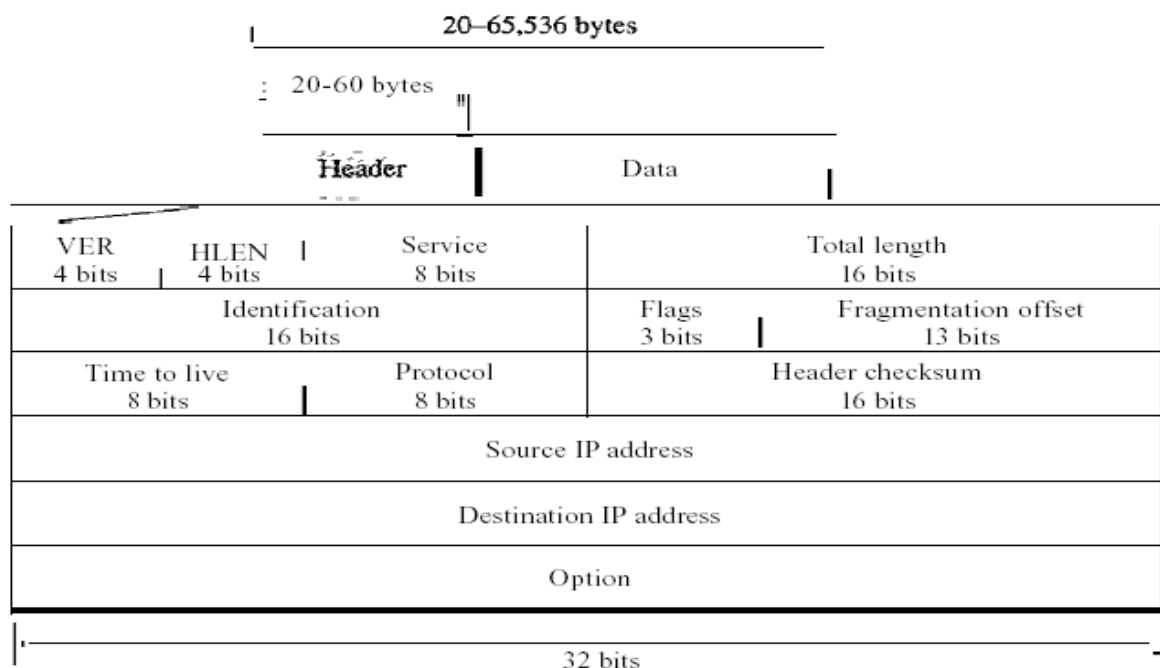 20–65,536 bytes
20-60 bytes
Header Data
VER HLEN Service Total length
4 bits 4 bits 8 bits 16 bits
Identification Flags Fragmentation offset
16 bits 3 bits 13 bits
Time to live Protocol Header checksum
8 bits 8 bits 16 bits
Source IP address
Destination IP address
Option
32 bits